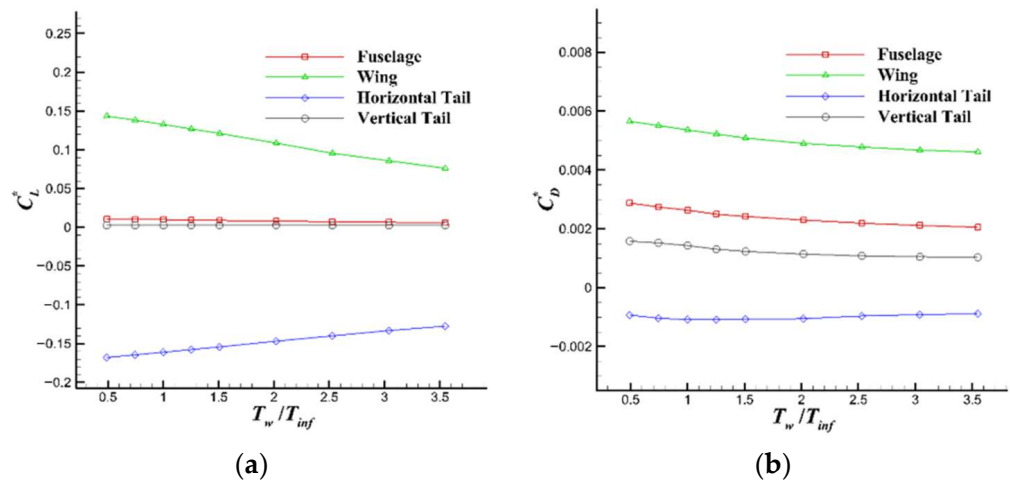 0.25
0.2
0.15
0.1
0.05
0
−0.05
−0.1
−0.15
−0.2
C*L
Fuselage
Wing
Horizontal Tail
Vertical Tail
0.5 1 1.5 2 2.5 3 3.5
Tw /Tinf
(a)
0.008
0.006
0.004
0.002
0
−0.002
C*D
Fuselage
Wing
Horizontal Tail
Vertical Tail
0.5 1 1.5 2 2.5 3 3.5
Tw /Tinf
(b)